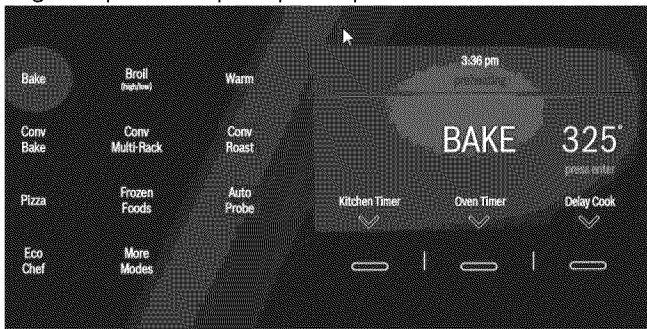 3:36 pm
Bake
Broil
(high/low)
Warm
preheating
BAKE 325°
press enter
Conv
Bake
Conv
Multi-Rack
Conv
Roast
Pizza
Frozen
Foods
Auto
Probe
Kitchen Timer
Oven Timer
Delay Cook
Eco
Chef
More
Modes